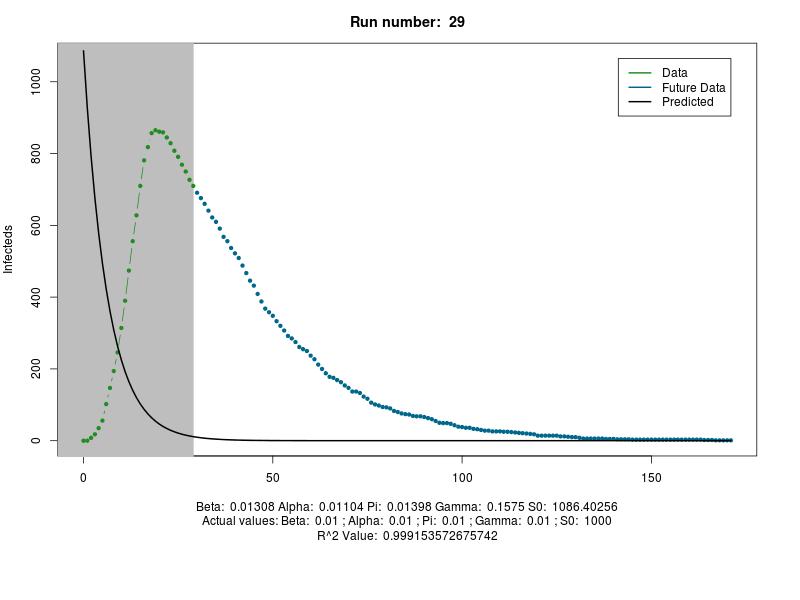 Run number: 29
Data
Future Data
Predicted
1000
800
600
400
200
0
Infecteds
0 50 100 150
Beta: 0.01308 Alpha: 0.01104 Pi: 0.01398 Gamma: 0.1575 S0: 1086.40256
Actual values: Beta: 0.01 ; Alpha: 0.01 ; Pi: 0.01 ; Gamma: 0.01 ; S0: 1000
R^2 Value: 0.999153572675742